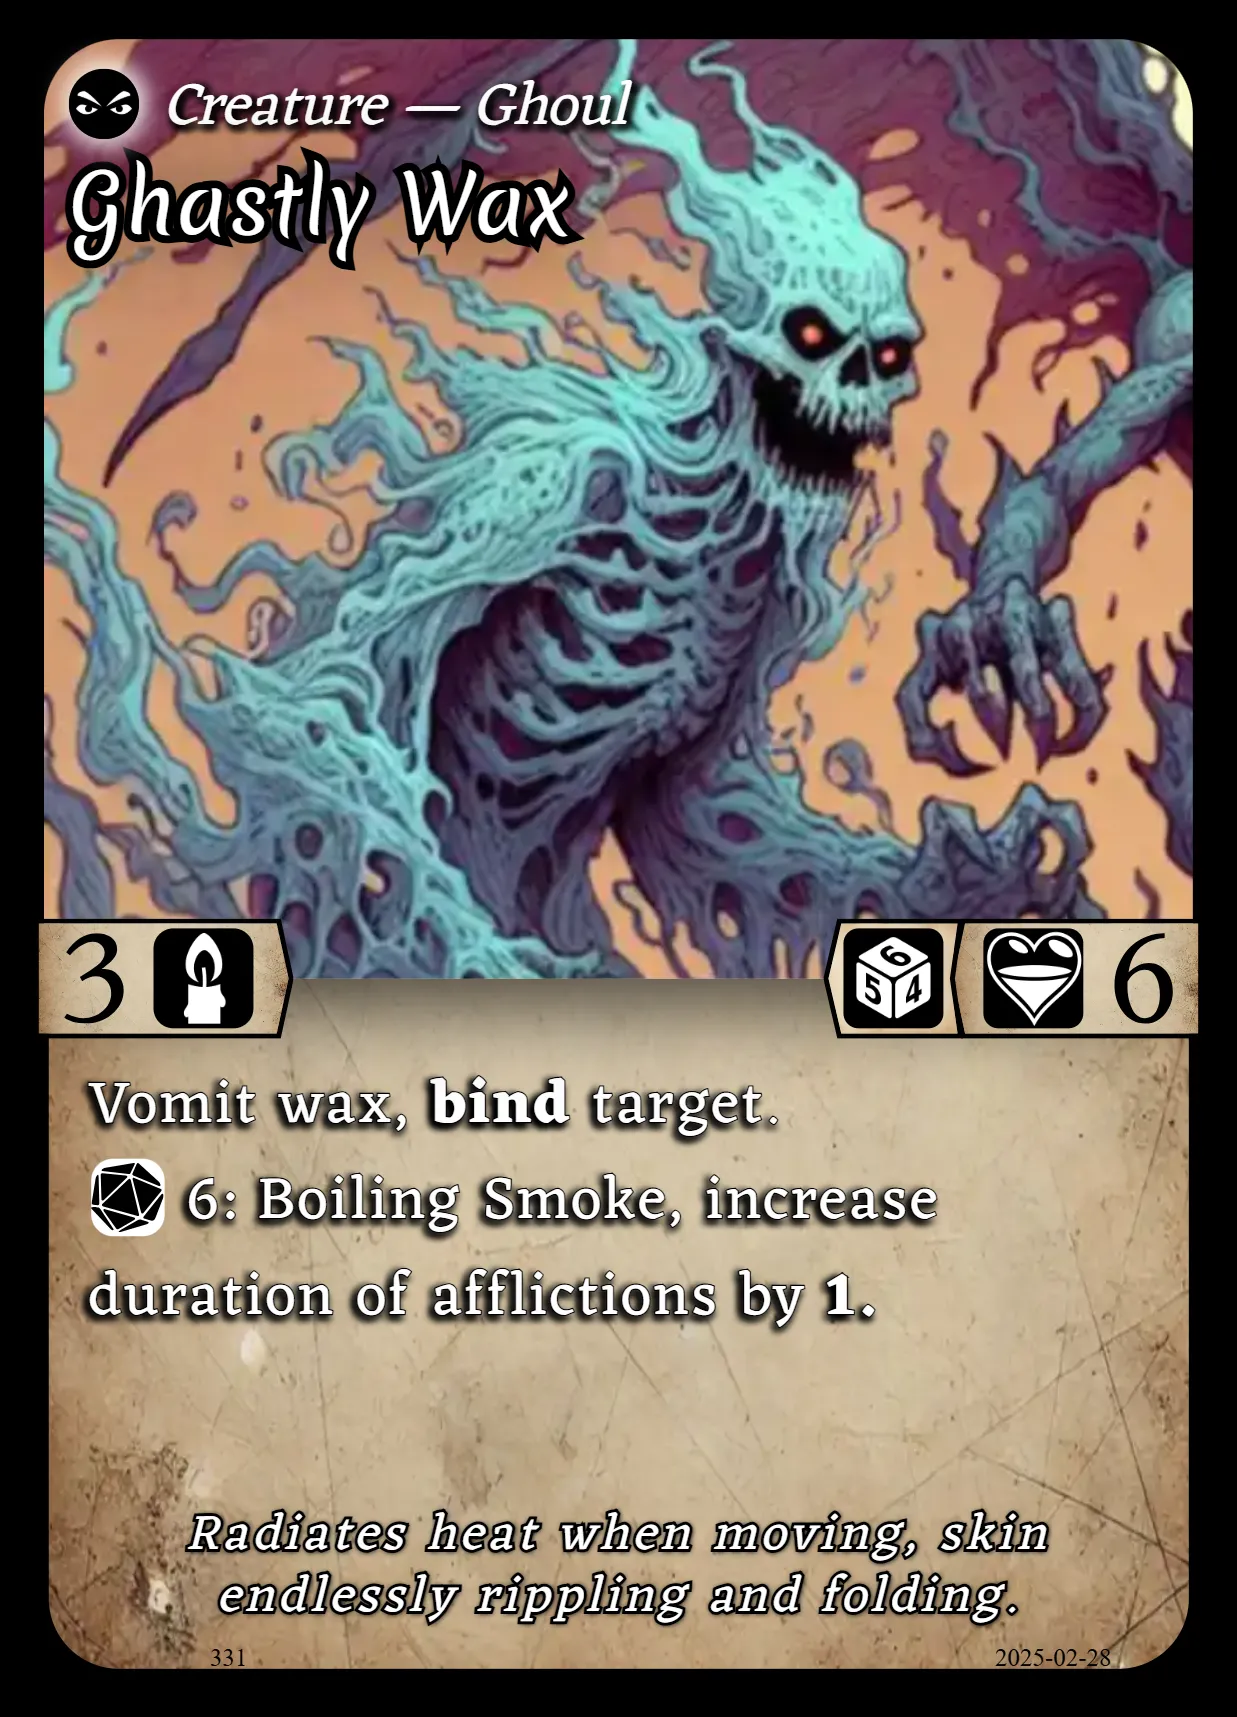 Creature — Ghoul
Ghastly Wax
3
6
5 4
6
Vomit wax, bind target.
6: Boiling Smoke, increase
duration of afflictions by 1.
Radiates heat when moving, skin
endlessly rippling and folding.
331 2025-02-28